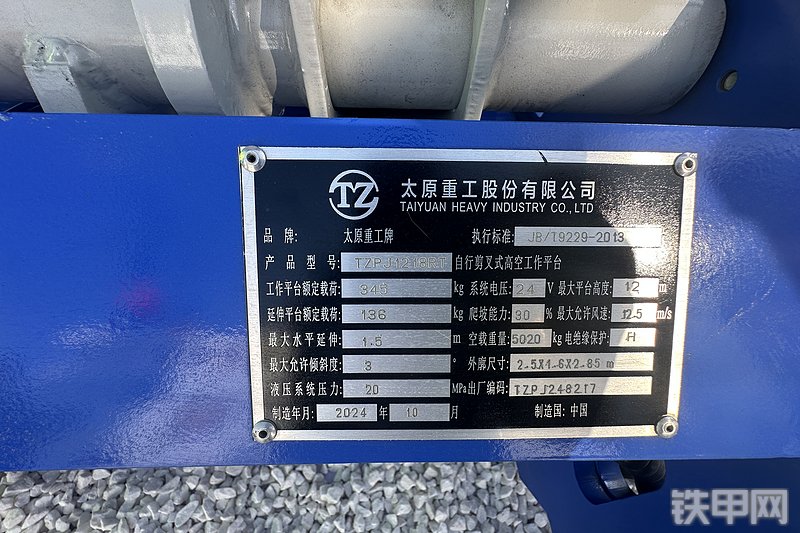 TZ 太原重工股份有限公司
TAIYUAN HEAVY INDUSTRY CO., LTD
品牌: 太原重工牌 执行标准: JB/T9229-2013
产品型号: TZPJ1218RT 自行剪叉式高空工作平台
工作平台额定载荷: 345 kg 系统电压: 24 V 最大平台高度: 12 m
延伸平台额定载荷: 136 kg 爬坡能力: 30 % 最大允许风速: 12.5 m/s
最大水平延伸: 1.5 m 空载重量: 5020 kg 电绝缘保护: H
最大允许倾斜度: 3 ° 外廓尺寸: 2.5X1.6X2.85 m
液压系统压力: 20 MPa 出厂编码: TZPJ248217
制造年月: 2024 年 10 月 制造国: 中国
铁甲网